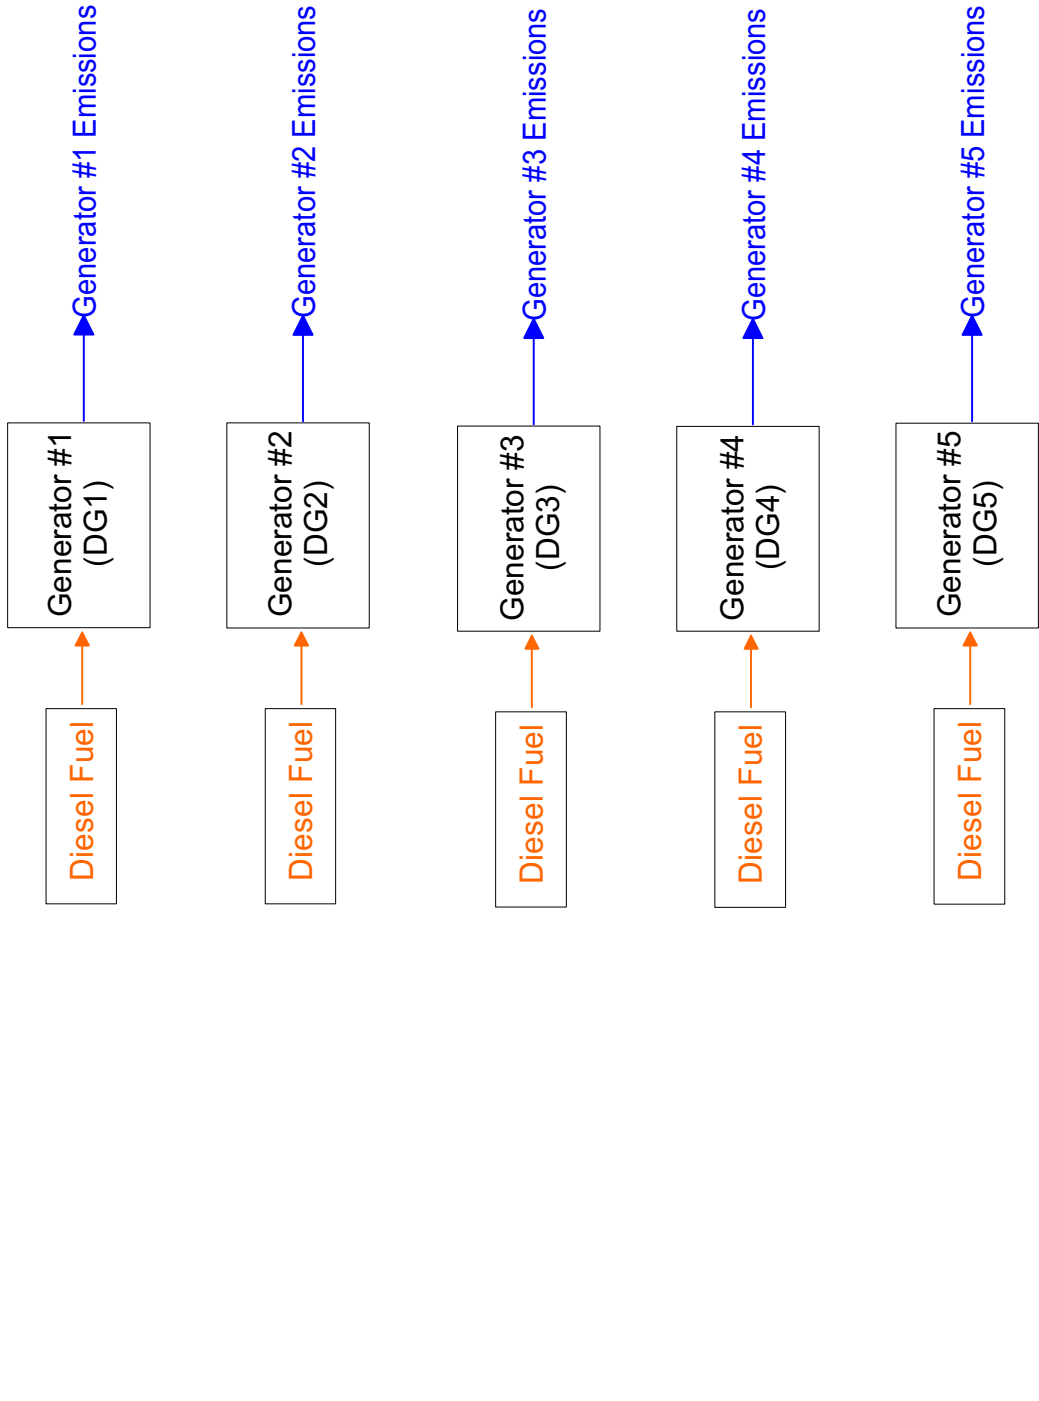 Diesel Fuel
Generator #1
(DG1)
Generator #1 Emissions
Diesel Fuel
Generator #2
(DG2)
Generator #2 Emissions
Diesel Fuel
Generator #3
(DG3)
Generator #3 Emissions
Diesel Fuel
Generator #4
(DG4)
Generator #4 Emissions
Diesel Fuel
Generator #5
(DG5)
Generator #5 Emissions